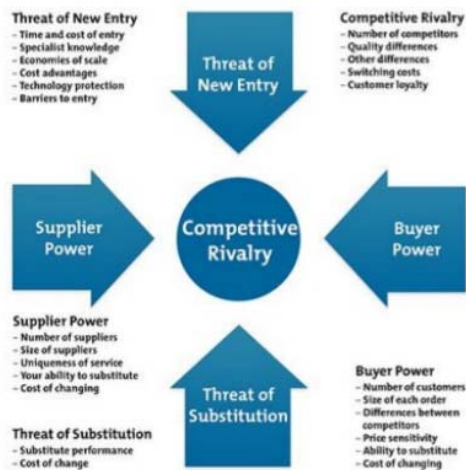 Threat of New Entry
- Time and cost of entry
- Specialist knowledge
- Economies of scale
- Cost advantages
- Technology protection
- Barriers to entry
Threat of
New Entry
Competitive Rivalry
- Number of competitors
- Quality differences
- Other differences
- Switching costs
- Customer loyalty
Supplier
Power
Competitive
Rivalry
Buyer
Power
Supplier Power
- Number of suppliers
- Size of suppliers
- Uniqueness of service
- Your ability to substitute
- Cost of changing
Threat of
Substitution
Threat of Substitution
- Substitute performance
- Cost of change
Buyer Power
- Number of customers
- Size of each order
- Differences between
competitors
- Price sensitivity
- Ability to substitute
- Cost of changing